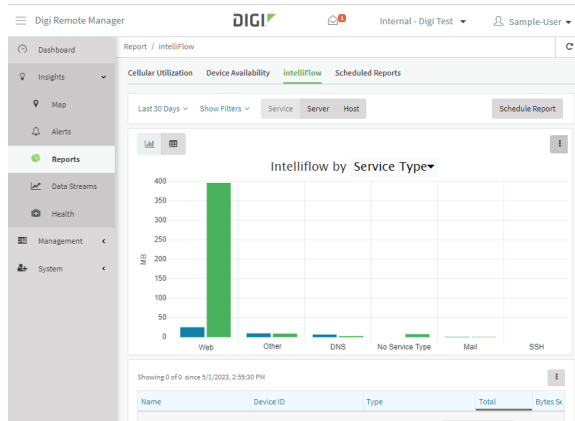 Digi Remote Manager
DIGI
Internal - Digi Test
Sample-User
Dashboard
Insights
Map
Alerts
Reports
Data Streams
Health
Management
System
Report / intelliFlow
Cellular Utilization Device Availability intelliFlow Scheduled Reports
Last 30 Days Show Filters Service Server Host Schedule Report
Intelliflow by Service Type
400
350
300
250
200
150
100
50
0
MB
Web Other DNS No Service Type Mail SSH
Showing 0 of 0 since 5/1/2023, 2:55:30 PM
Name Device ID Type Total Bytes Se